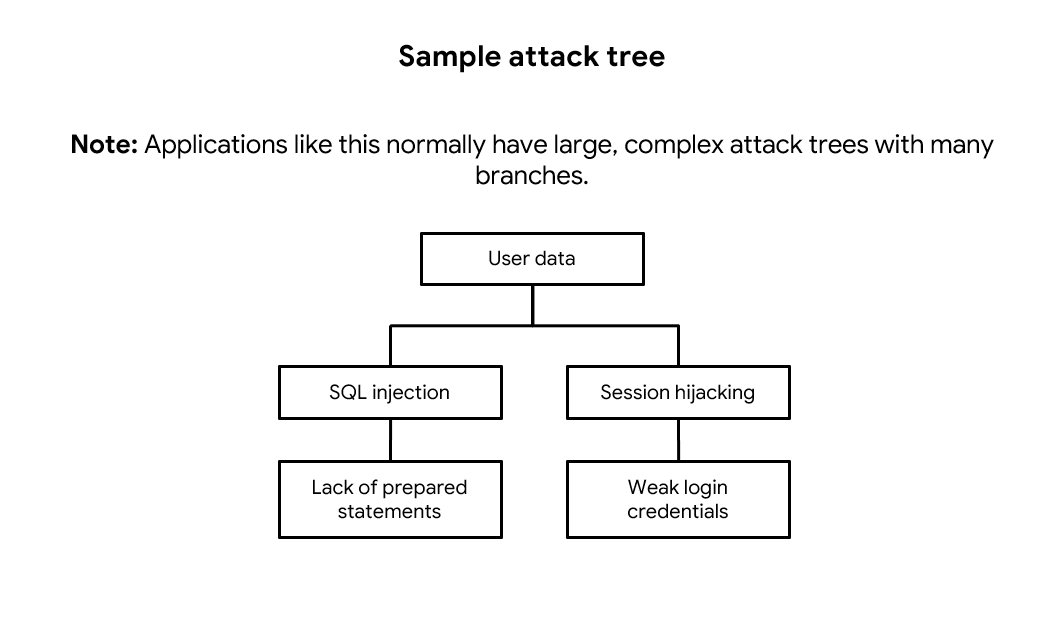 Sample attack tree
Note: Applications like this normally have large, complex attack trees with many
branches.
User data
SQL injection
Session hijacking
Lack of prepared
statements
Weak login
credentials